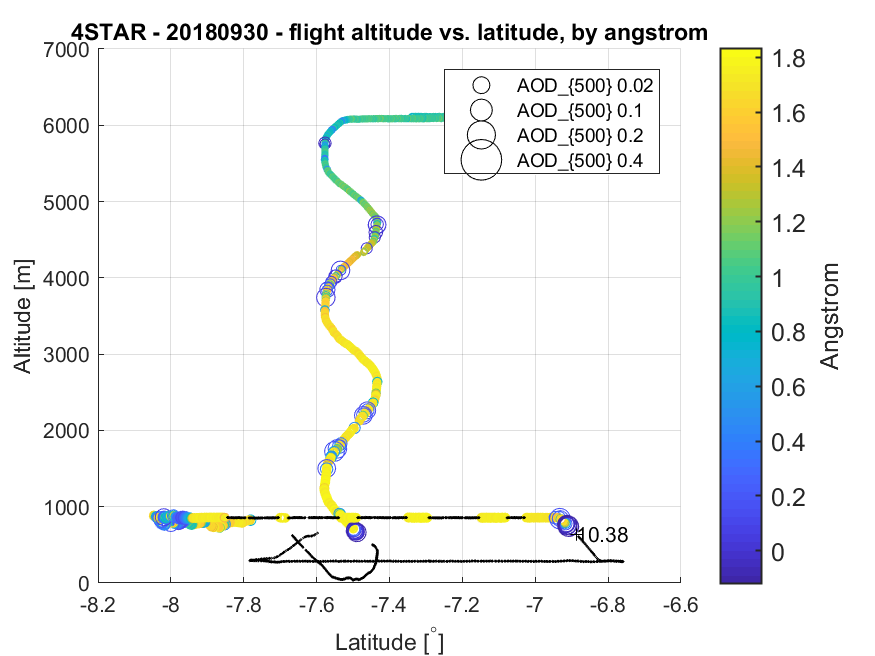 4STAR - 20180930 - flight altitude vs. latitude, by angstrom
7000
6000
5000
4000
3000
2000
1000
0
Altitude [m]
AOD_{500} 0.02
AOD_{500} 0.1
AOD_{500} 0.2
AOD_{500} 0.4
10.38
-8.2 -8 -7.8 -7.6 -7.4 -7.2 -7 -6.8 -6.6
Latitude [°]
1.8
1.6
1.4
1.2
1
0.8
0.6
0.4
0.2
0
Angstrom